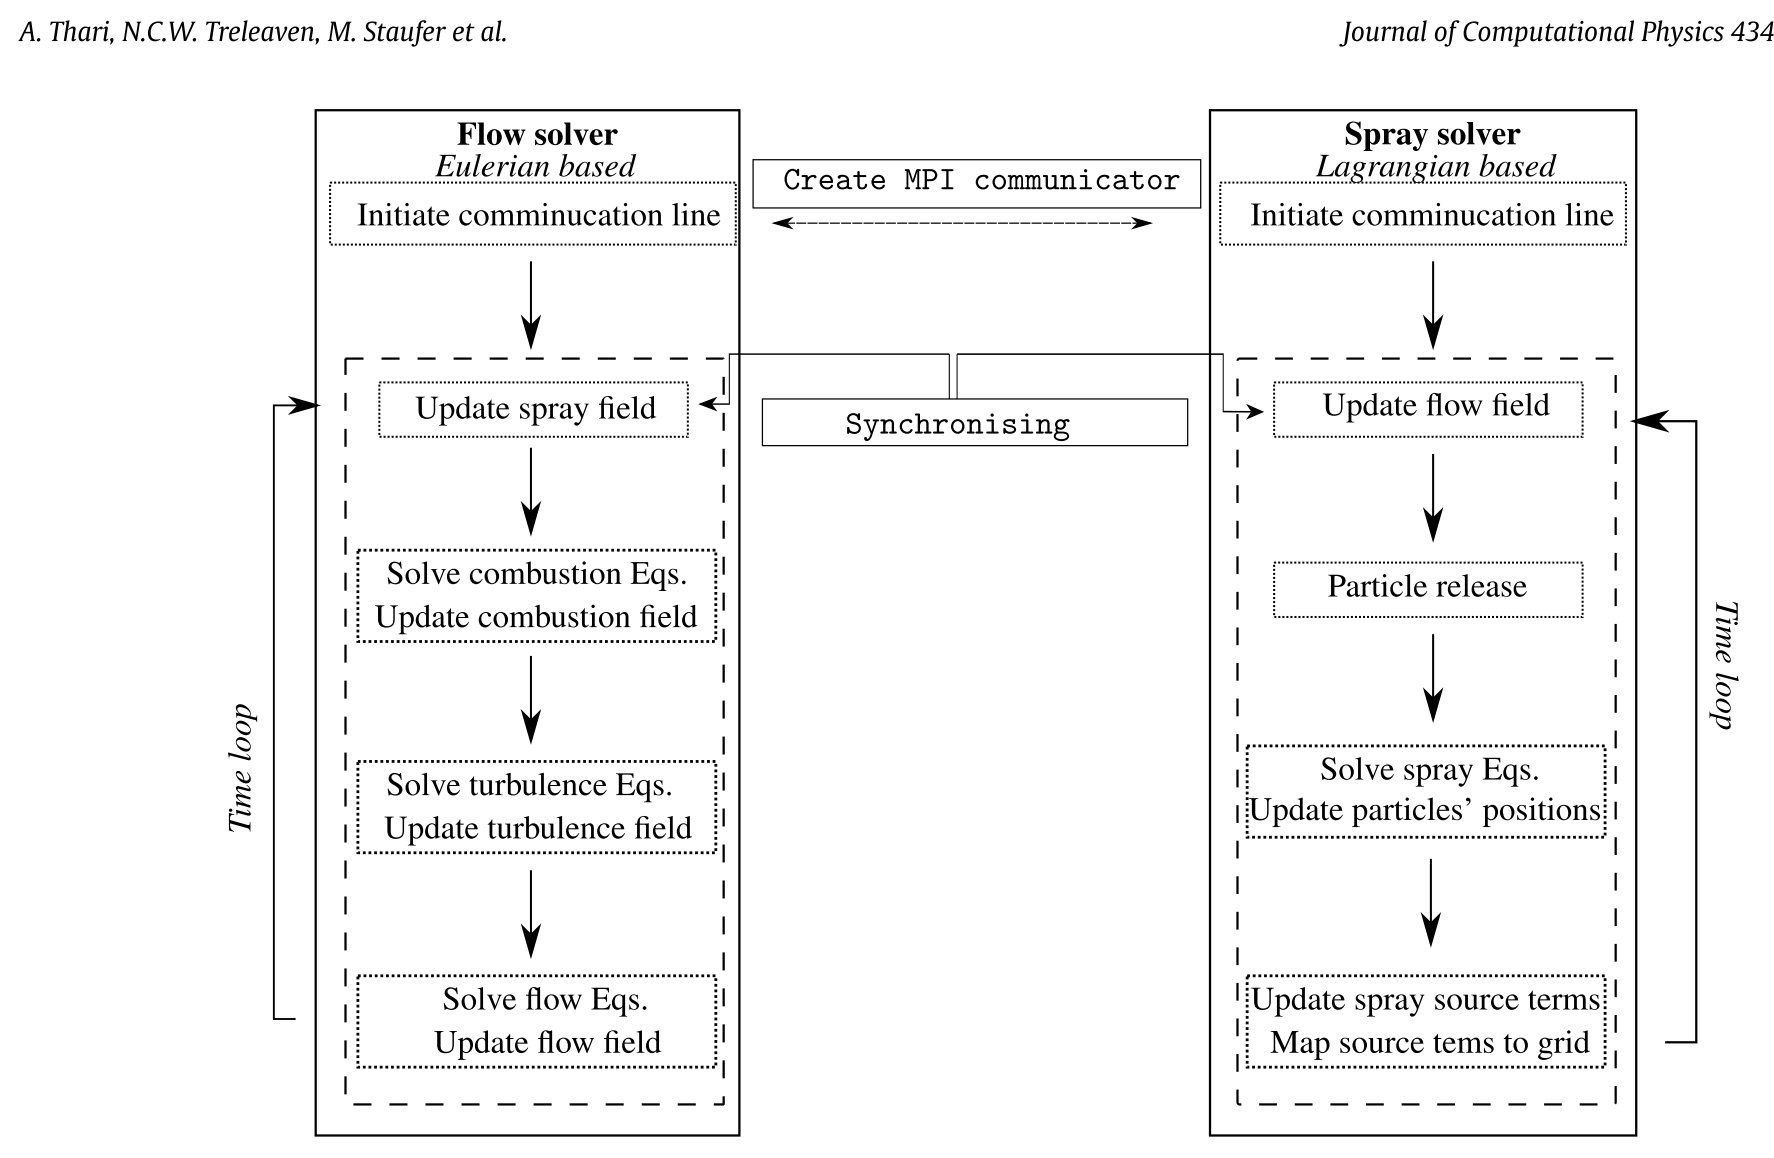 A. Thari, N.C.W. Treleaven, M. Staufer et al.
Journal of Computational Physics 434
Flow solver
Eulerian based
Initiate comminucation line
Create MPI communicator
Spray solver
Lagrangian based
Initiate comminucation line
Synchronising
Update spray field
Solve combustion Eqs.
Update combustion field
Solve turbulence Eqs.
Update turbulence field
Solve flow Eqs.
Update flow field
Time loop
Update flow field
Particle release
Solve spray Eqs.
Update particles' positions
Update spray source terms
Map source tems to grid
Time loop